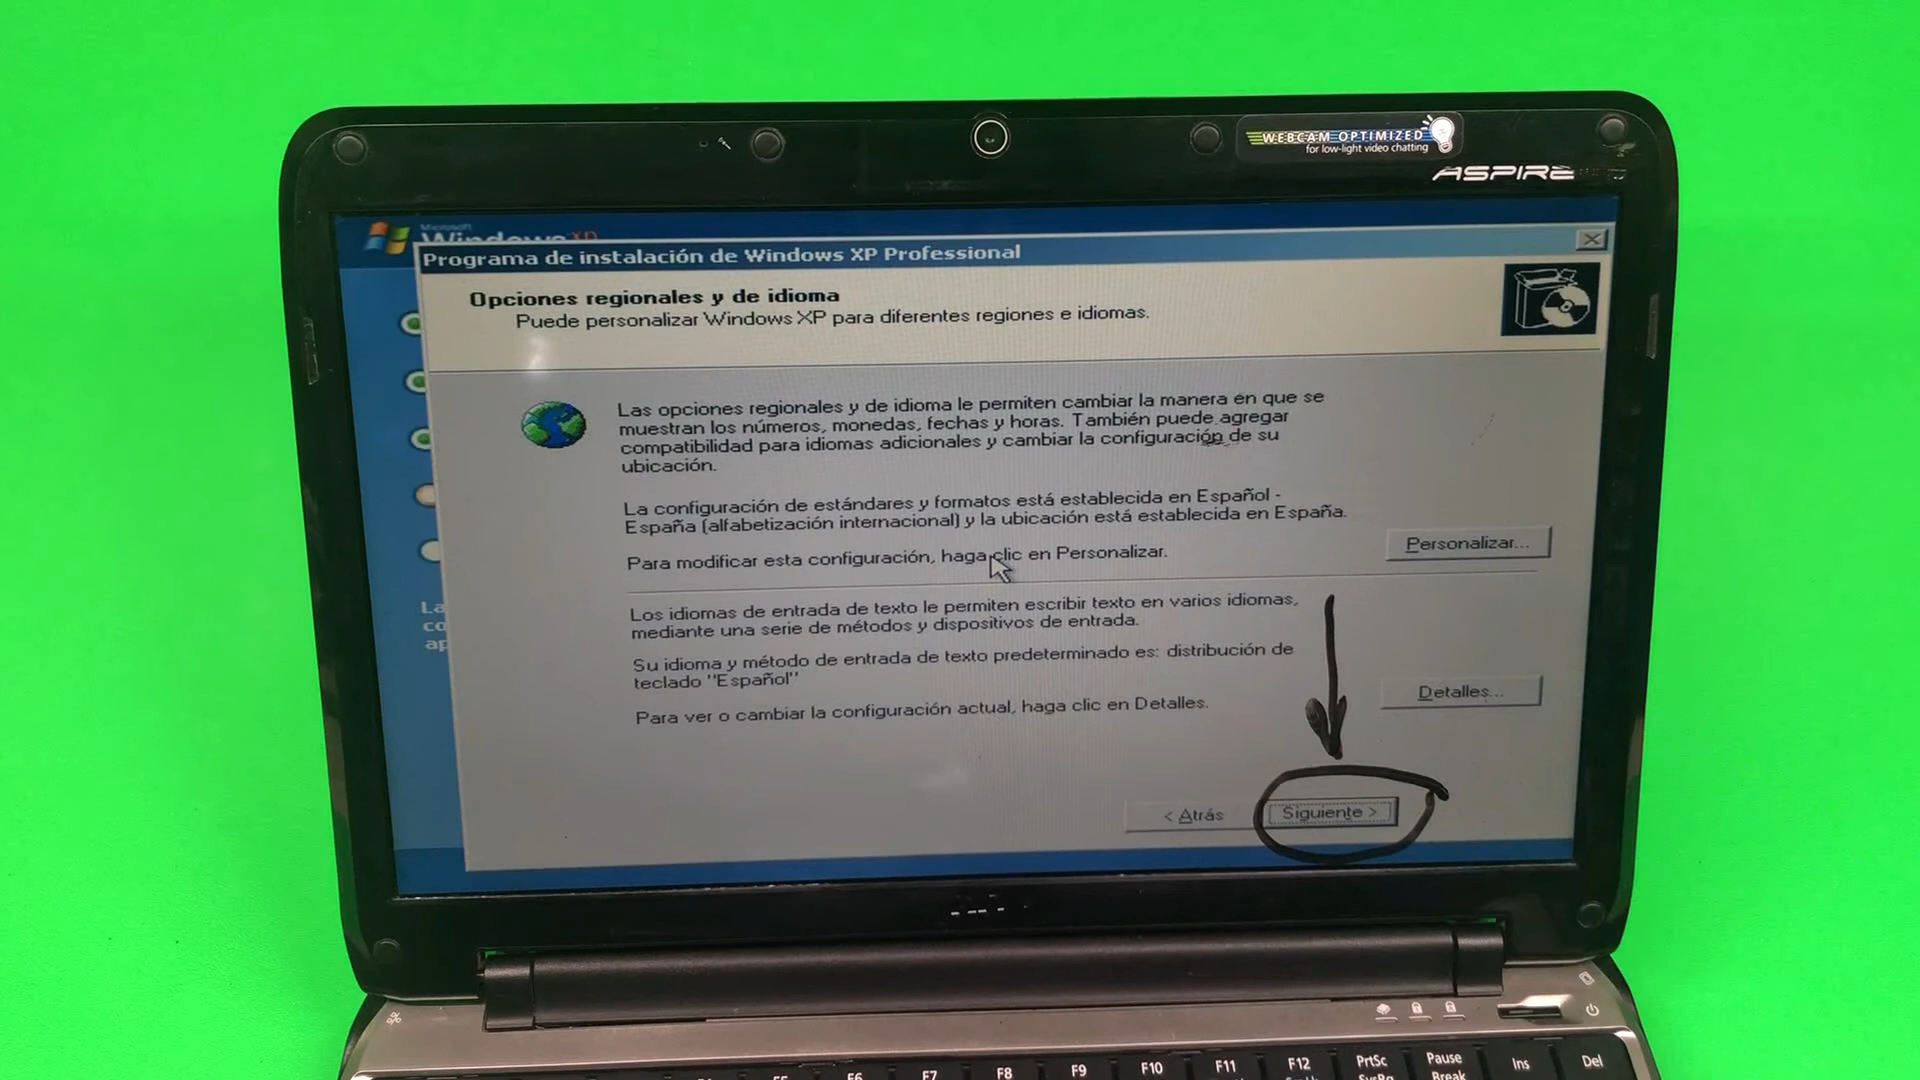 WEBCAM OPTIMIZED
for low-light video chatting
ASPIRE
Microsoft
Windows xp
Programa de instalación de Windows XP Professional
Opciones regionales y de idioma
Puede personalizar Windows XP para diferentes regiones e idiomas.
Las opciones regionales y de idioma le permiten cambiar la manera en que se
muestran los números, monedas, fechas y horas. También puede agregar
compatibilidad para idiomas adicionales y cambiar la configuración de su
ubicación.
La configuración de estándares y formatos está establecida en Español -
España (alfabetización internacional) y la ubicación está establecida en España.
Para modificar esta configuración, haga clic en Personalizar.
Personalizar...
La
co
ap
Los idiomas de entrada de texto le permiten escribir texto en varios idiomas,
mediante una serie de métodos y dispositivos de entrada.
Su idioma y método de entrada de texto predeterminado es: distribución de
teclado "Español"
Para ver o cambiar la configuración actual, haga clic en Detalles.
Detalles...
< Atrás
Siguiente >
F6
F7
F8
F9
F10
F11
F12
PrtSc
Pause
Break
Ins
Del